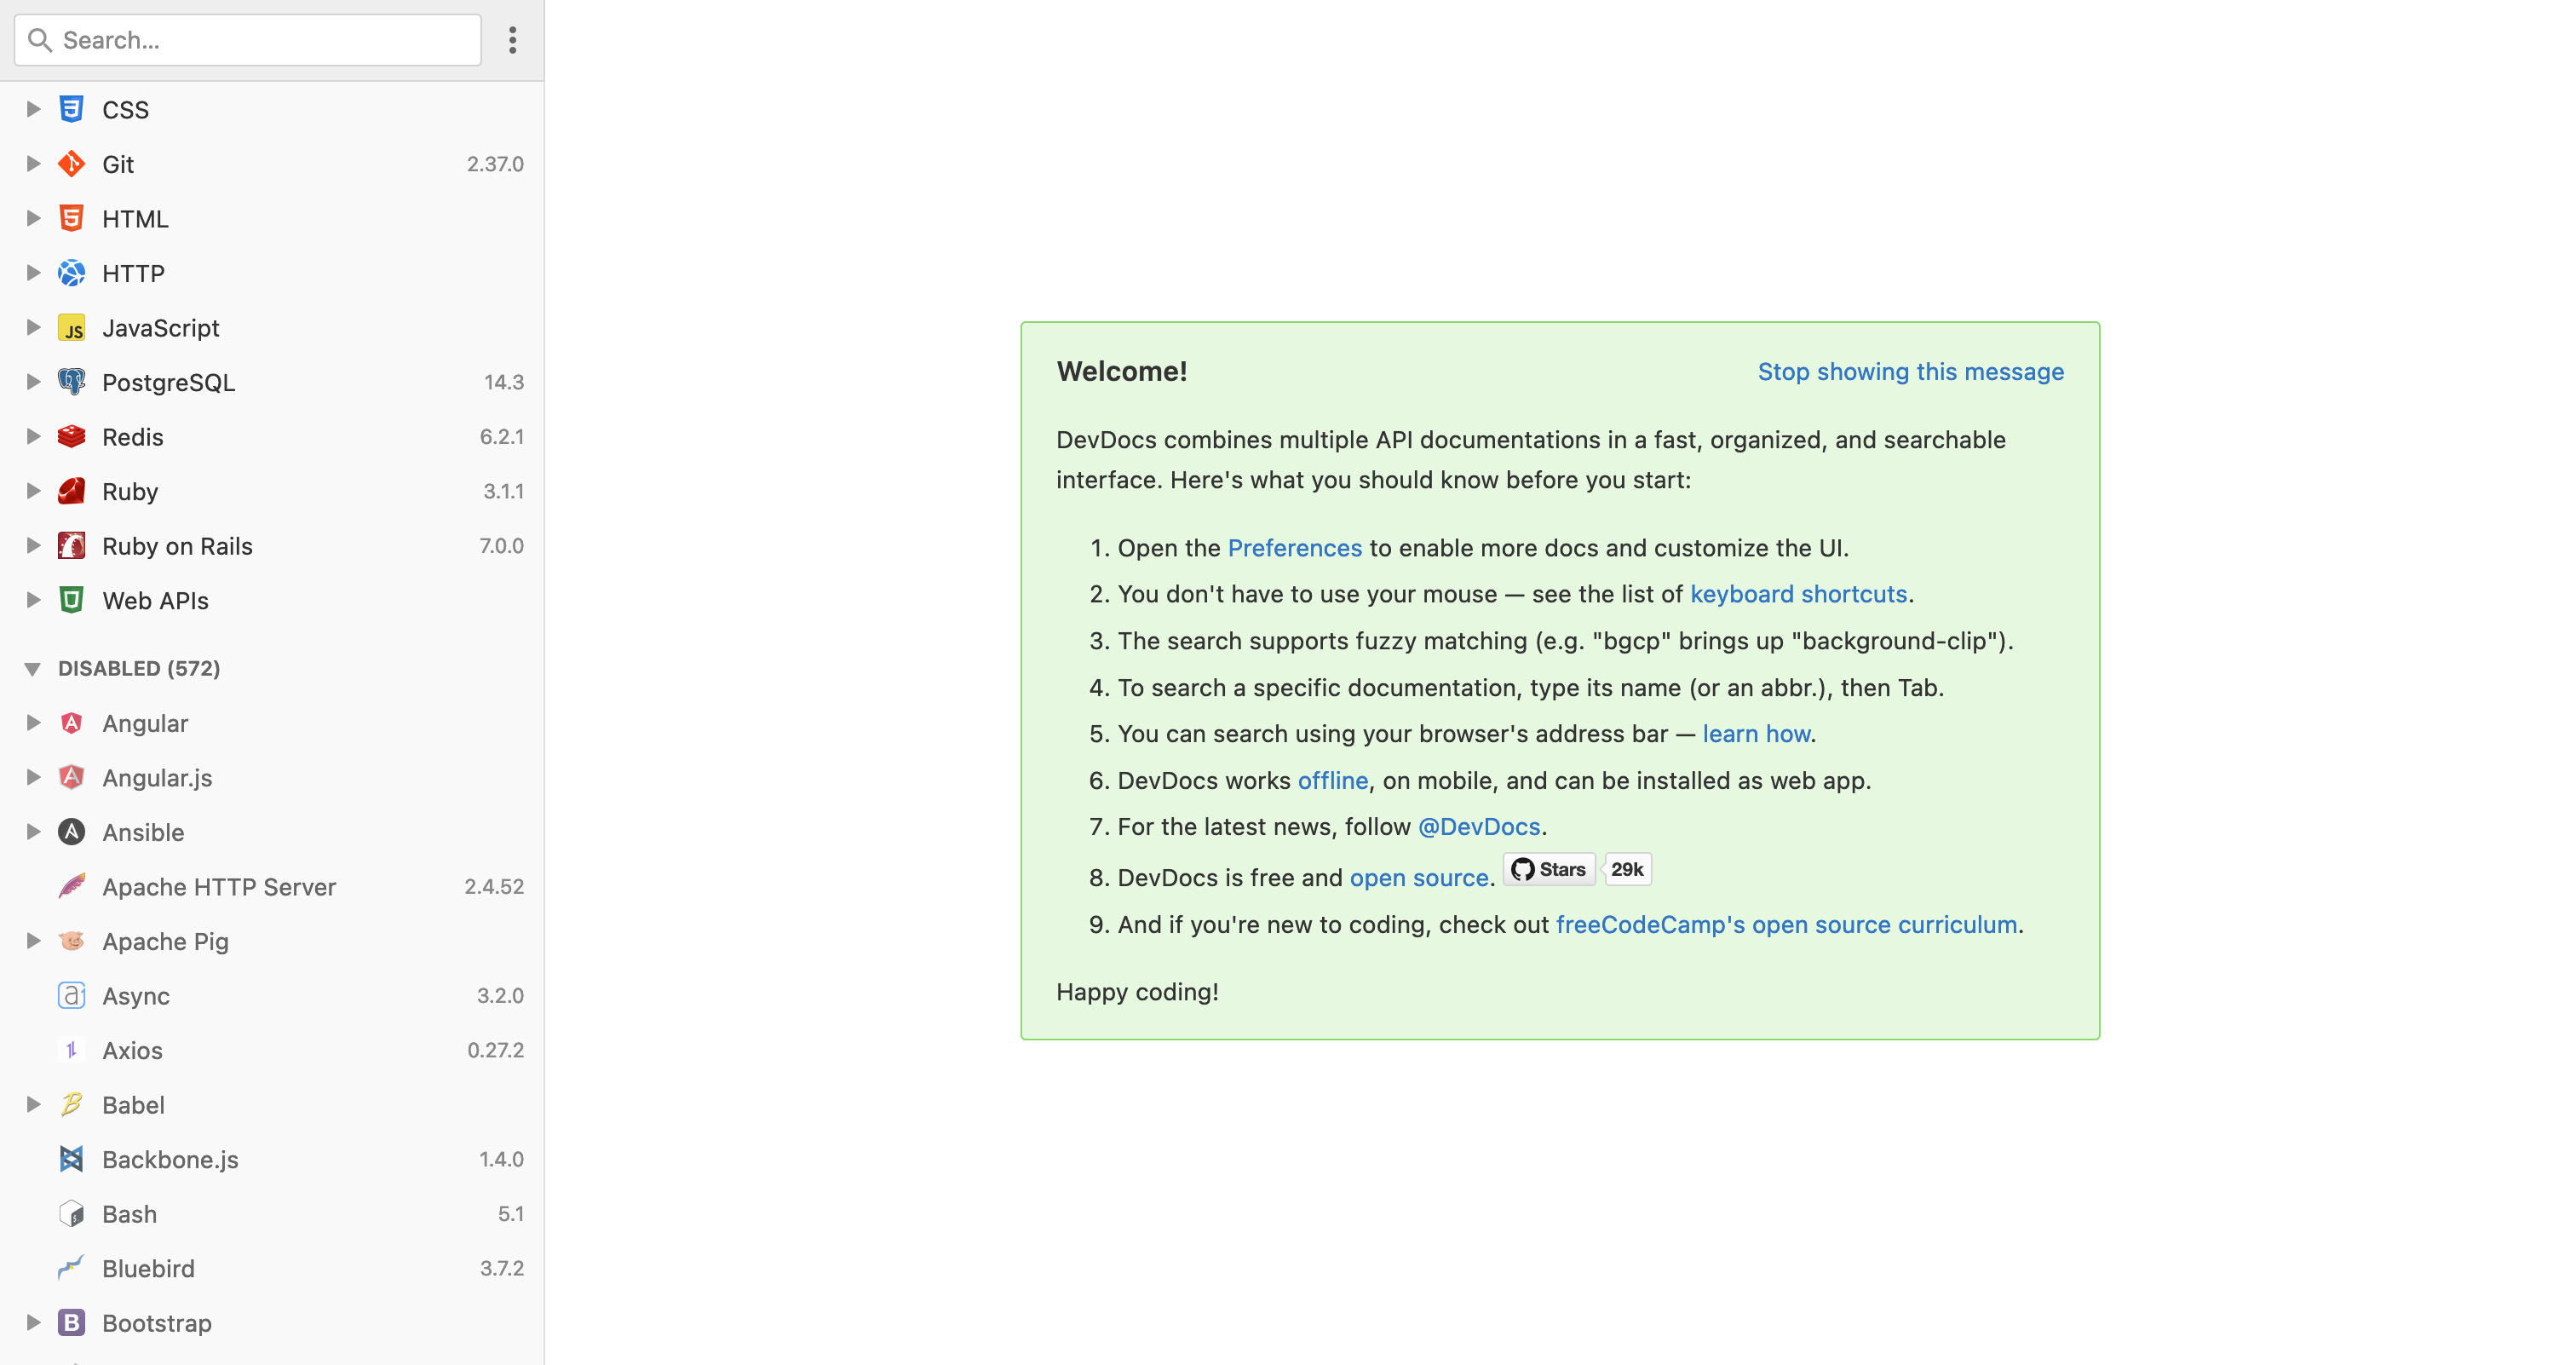 Search...
CSS
Git 2.37.0
HTML
HTTP
JavaScript
PostgreSQL 14.3
Redis 6.2.1
Ruby 3.1.1
Ruby on Rails 7.0.0
Web APIs
DISABLED (572)
Angular
Angular.js
Ansible
Apache HTTP Server 2.4.52
Apache Pig
Async 3.2.0
Axios 0.27.2
Babel
Backbone.js 1.4.0
Bash 5.1
Bluebird 3.7.2
Bootstrap
Welcome! Stop showing this message
DevDocs combines multiple API documentations in a fast, organized, and searchable
interface. Here's what you should know before you start:
1. Open the Preferences to enable more docs and customize the UI.
2. You don't have to use your mouse — see the list of keyboard shortcuts.
3. The search supports fuzzy matching (e.g. "bgcp" brings up "background-clip").
4. To search a specific documentation, type its name (or an abbr.), then Tab.
5. You can search using your browser's address bar — learn how.
6. DevDocs works offline, on mobile, and can be installed as web app.
7. For the latest news, follow @DevDocs.
8. DevDocs is free and open source. Stars 29k
9. And if you're new to coding, check out freeCodeCamp's open source curriculum.
Happy coding!